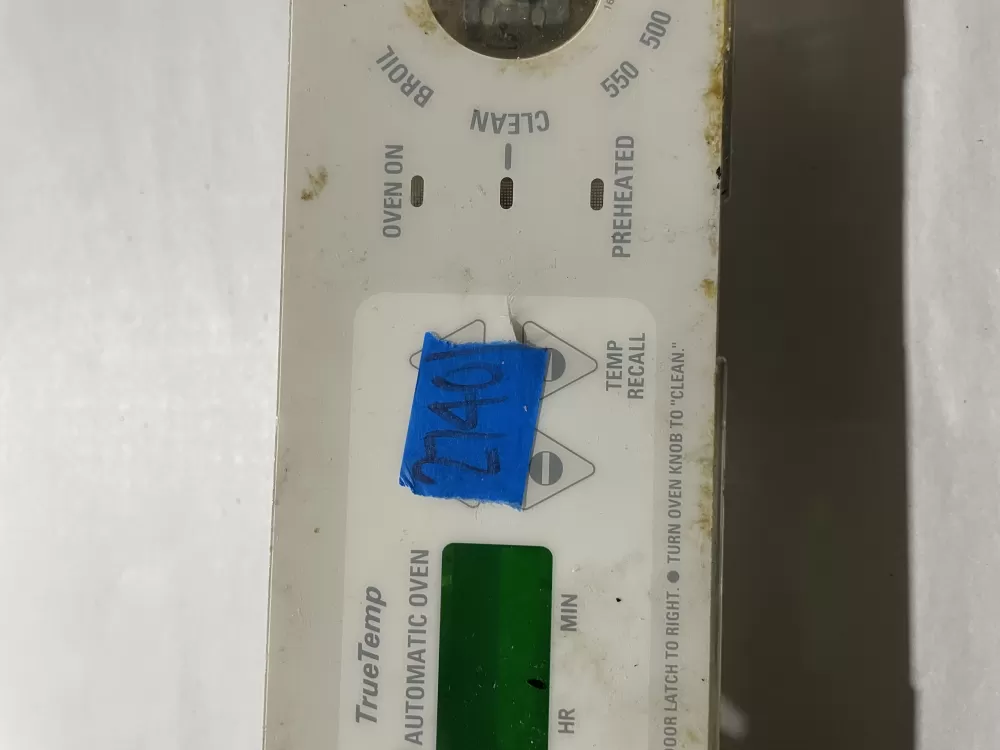 TrueTemp
AUTOMATIC OVEN
HR MIN
27401
TEMP
RECALL
OVEN ON
PREHEATED
BROIL
CLEAN
550
500
DOOR LATCH TO RIGHT. ● TURN OVEN KNOB TO "CLEAN."